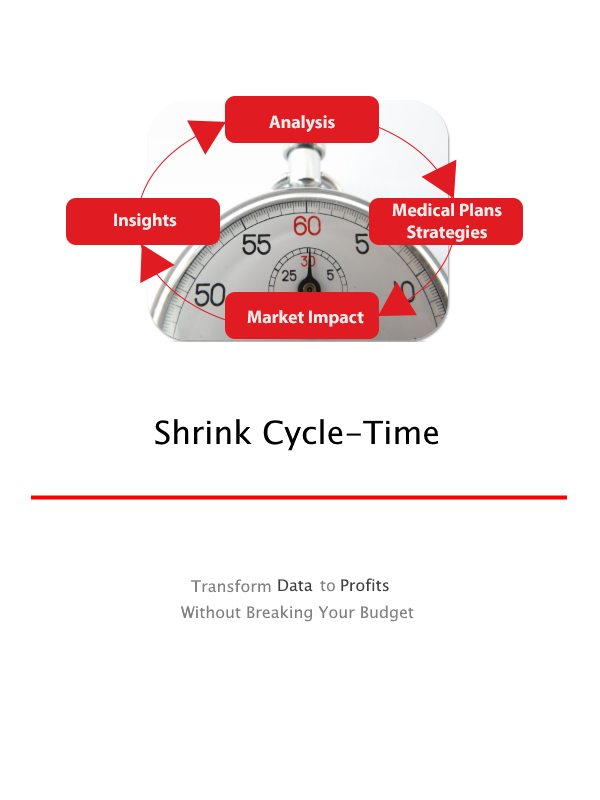 Analysis
Insights
Medical Plans
Strategies
60
55
5
30
25
5
50
10
Market Impact
Shrink Cycle-Time
Transform Data to Profits
Without Breaking Your Budget